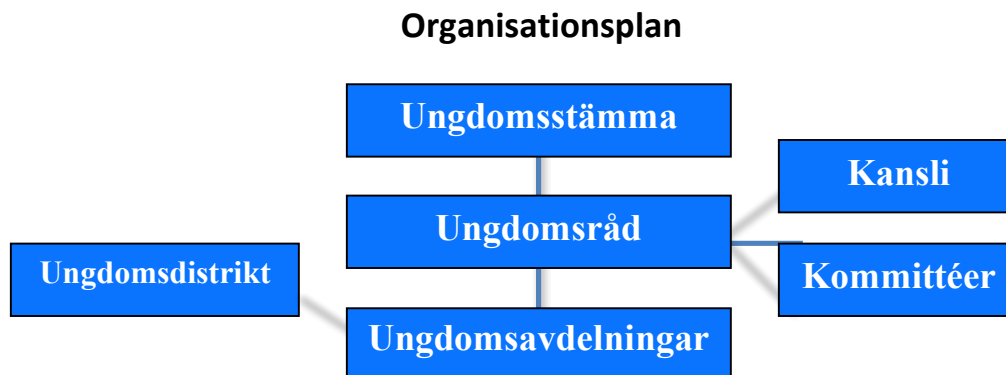 Organisationsplan
Ungdomsstämma
Kansli
Ungdomsråd
Ungdomsdistrikt
Kommittéer
Ungdomsavdelningar